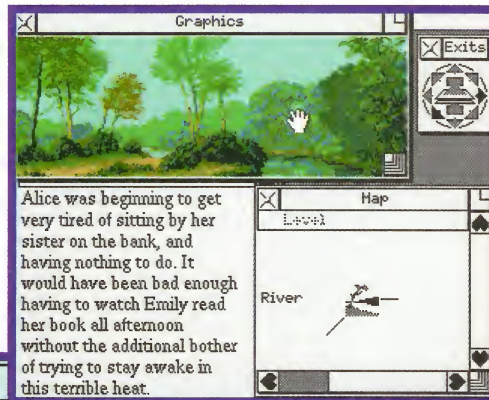 Graphics
Exits
Alice was beginning to get
very tired of sitting by her
sister on the bank, and
having nothing to do. It
would have been bad enough
having to watch Emily read
her book all afternoon
without the additional bother
of trying to stay awake in
this terrible heat.
Map
Level
River